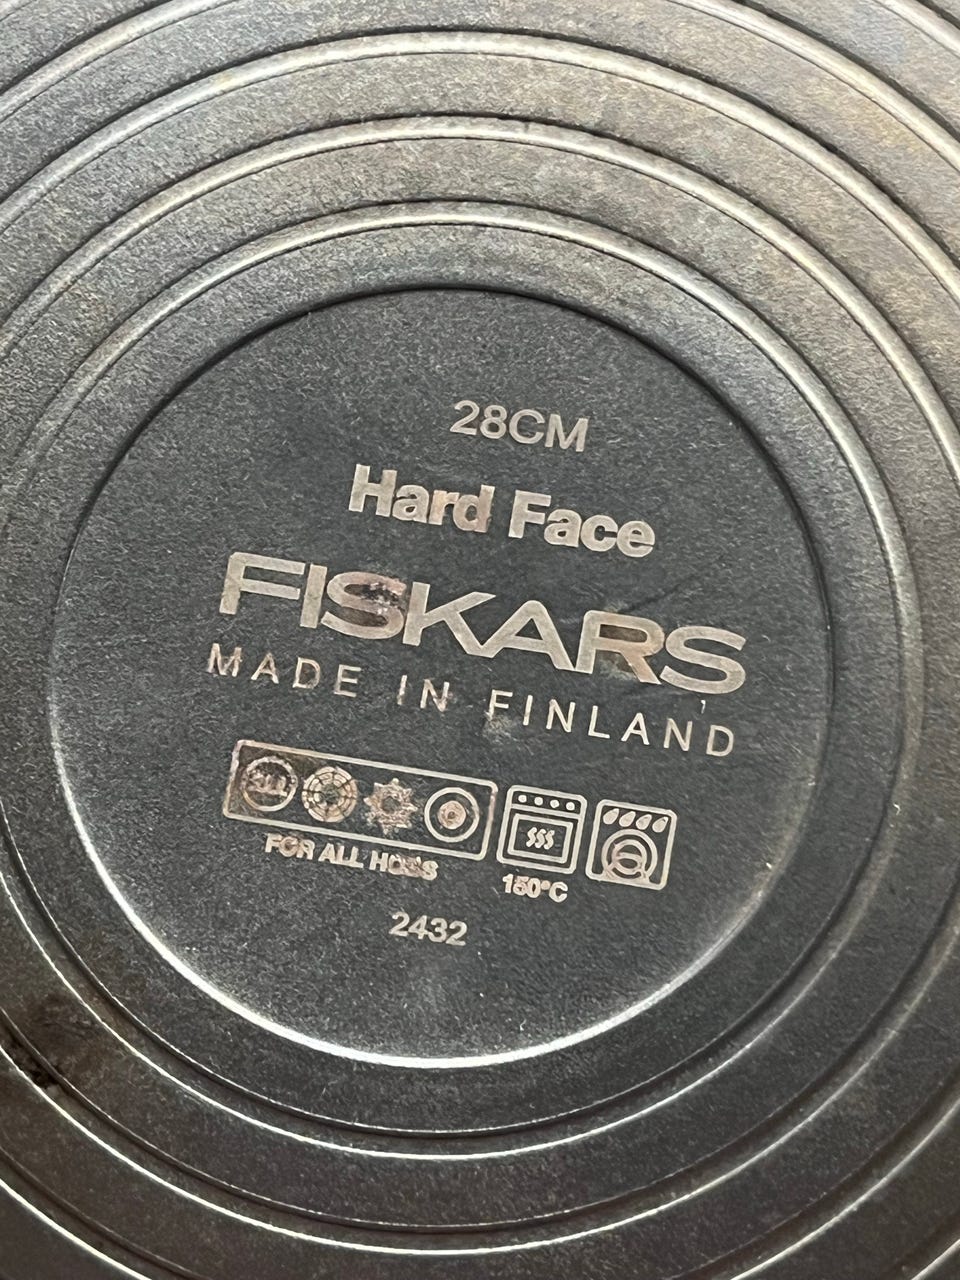 28CM
Hard Face
FISKARS
MADE IN FINLAND
FOR ALL HOBS
150°C
2432